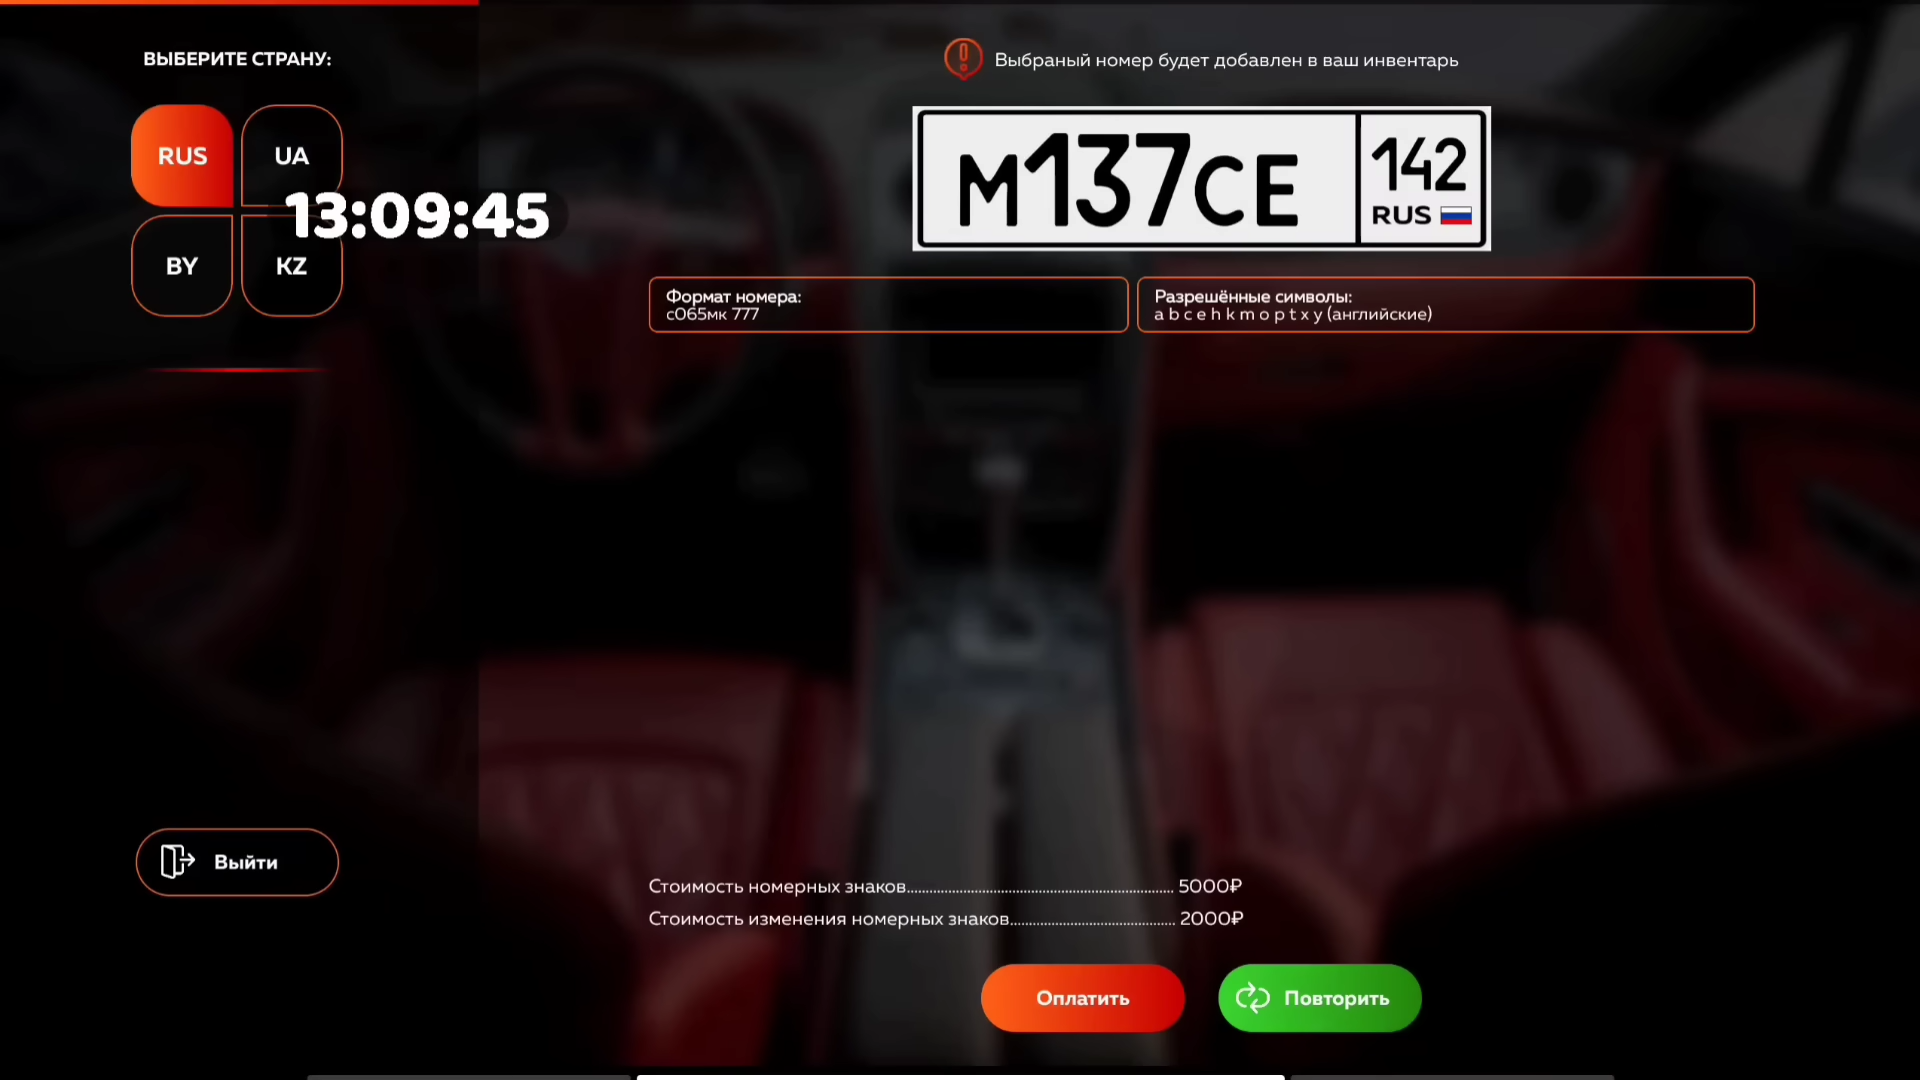 ВЫБЕРИТЕ СТРАНУ:
RUS
UA
BY
KZ
13:09:45
Выйти
Выбраный номер будет добавлен в ваш инвентарь
М137СЕ
142
RUS
Формат номера:
с065мк 777
Разрешённые символы:
a b c e h k m o p t x y (английские)
Стоимость номерных знаков.......................................................................... 5000₽
Стоимость изменения номерных знаков.............................................. 2000₽
Оплатить
Повторить